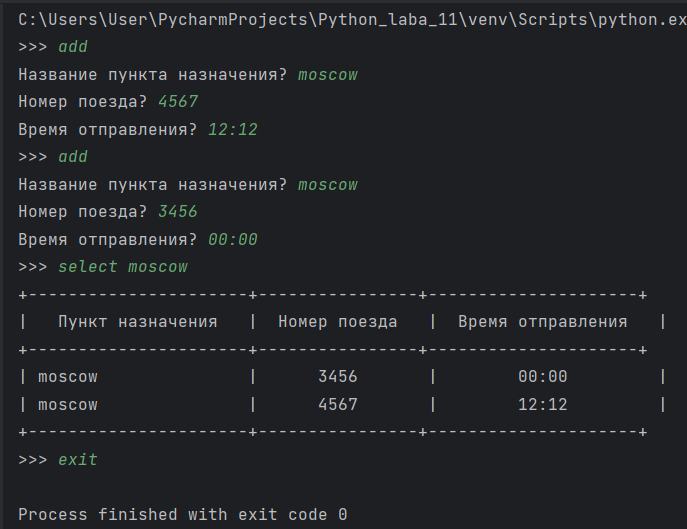 C:\Users\User\PycharmProjects\Python_laba_11\venv\Scripts\python.ex
>>> add
Название пункта назначения? moscow
Номер поезда? 4567
Время отправления? 12:12
>>> add
Название пункта назначения? moscow
Номер поезда? 3456
Время отправления? 00:00
>>> select moscow
+----------------------+----------------+---------------------+
|   Пункт назначения   |  Номер поезда   |  Время отправления   |
+----------------------+----------------+---------------------+
| moscow               |      3456       |        00:00         |
| moscow               |      4567       |        12:12         |
+----------------------+----------------+---------------------+
>>> exit
Process finished with exit code 0